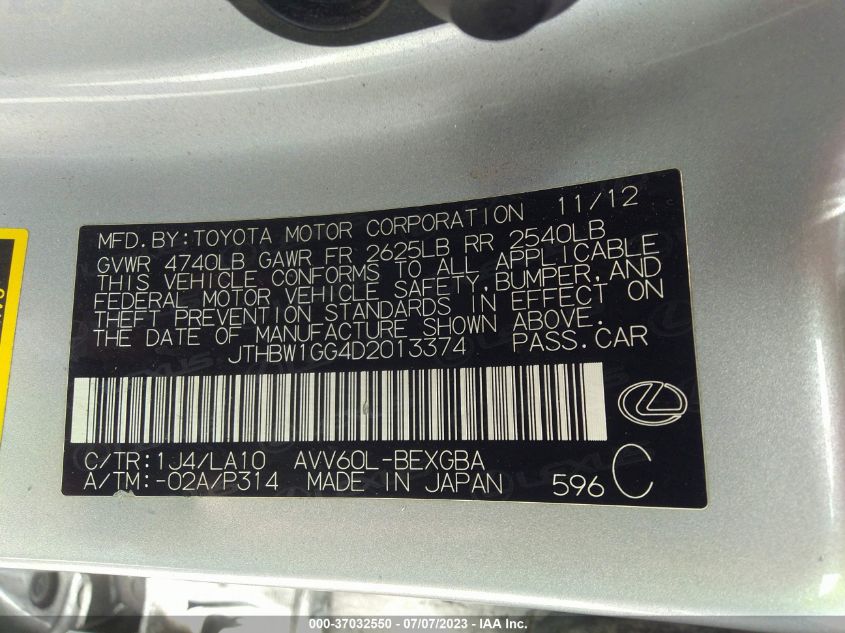 MFD. BY: TOYOTA MOTOR CORPORATION 11/12
GVWR 4740LB GAWR FR 2625LB RR 2540LB
THIS VEHICLE CONFORMS TO ALL APPLICABLE
FEDERAL MOTOR VEHICLE SAFETY, BUMPER, AND
THEFT PREVENTION STANDARDS IN EFFECT ON
THE DATE OF MANUFACTURE SHOWN ABOVE.
JTHBW1GG4D2013374 PASS. CAR
C/TR: 1J4/LA10 AVV60L-BEXGBA
A/TM: -02A/P314 MADE IN JAPAN 596 C
000-37032550 - 07/07/2023 - IAA Inc.